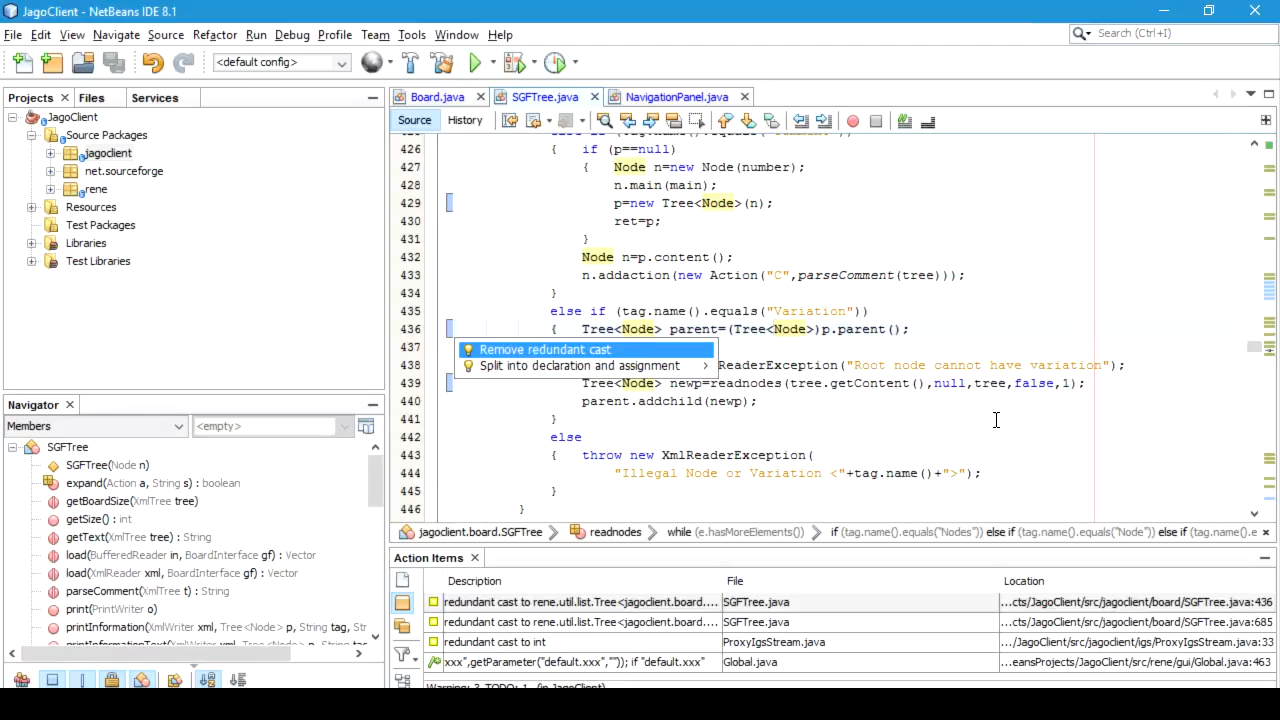 JagoClient - NetBeans IDE 8.1
File Edit View Navigate Source Refactor Run Debug Profile Team Tools Window Help
Search (Ctrl+I)
<default config>
Projects Files Services
JagoClient
Source Packages
jagoclient
net.sourceforge
rene
Resources
Test Packages
Libraries
Test Libraries
Navigator
Members
<empty>
SGFTree
SGFTree(Node n)
expand(Action a, String s) : boolean
getBoardSize(XmlTree tree)
getSize() : int
getText(XmlTree tree) : String
load(BufferedReader in, BoardInterface gf) : Vector
load(XmlReader xml, BoardInterface gf) : Vector
parseComment(XmlTree t) : String
print(PrintWriter o)
printInformation(XmlWriter xml, Tree<Node> p, String tag, Str
Board.java SGFTree.java NavigationPanel.java
Source History
426 { if (p==null)
427 { Node n=new Node(number);
428 n.main(main);
429 p=new Tree<Node>(n);
430 ret=p;
431 }
432 Node n=p.content();
433 n.addaction(new Action("C",parseComment(tree)));
434 }
435 else if (tag.name().equals("Variation"))
436 { Tree<Node> parent=(Tree<Node>)p.parent();
437
Remove redundant cast
Split into declaration and assignment
438 ReaderException("Root node cannot have variation");
439 Tree<Node> newp=readnodes(tree.getContent(),null,tree,false,1);
440 parent.addchild(newp);
441 }
442 else
443 { throw new XmlReaderException(
444 "Illegal Node or Variation <"+tag.name()+">");
445 }
446 }
jagoclient.board.SGFTree readnodes while (e.hasMoreElements()) if (tag.name().equals("Nodes")) else if (tag.name().equals("Node") else if (tag.name().e
Action Items
Description File Location
redundant cast to rene.util.list.Tree<jagoclient.board.... SGFTree.java ...cts/JagoClient/src/jagoclient/board/SGFTree.java:436
redundant cast to rene.util.list.Tree<jagoclient.board.... SGFTree.java ...cts/JagoClient/src/jagoclient/board/SGFTree.java:685
redundant cast to int ProxyIgsStream.java .../JagoClient/src/jagoclient/igs/ProxyIgsStream.java:33
xxx",getParameter("default.xxx","")); if "default.xxx" Global.java ...eansProjects/JagoClient/src/rene/gui/Global.java:463